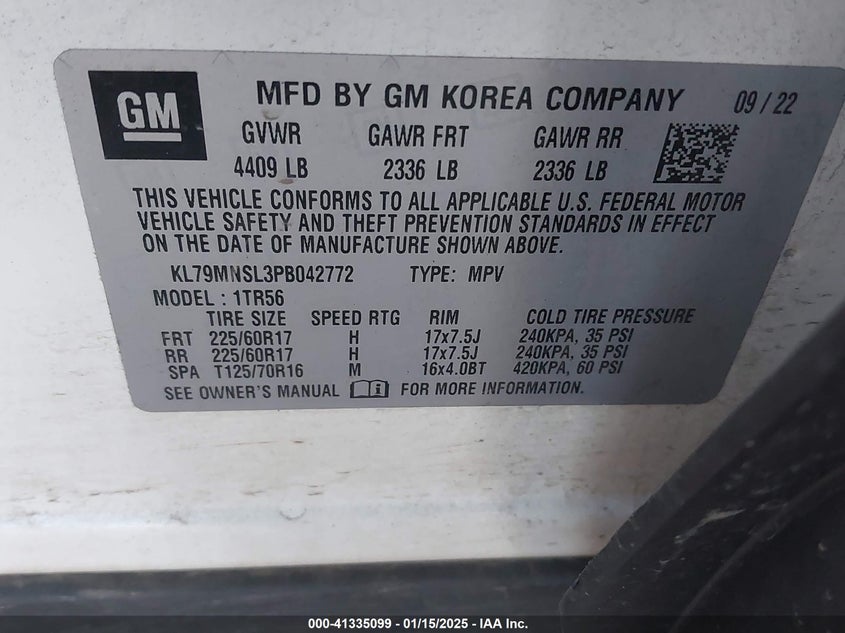 GM
MFD BY GM KOREA COMPANY 09 / 22
GVWR GAWR FRT GAWR RR
4409 LB 2336 LB 2336 LB
THIS VEHICLE CONFORMS TO ALL APPLICABLE U.S. FEDERAL MOTOR
VEHICLE SAFETY AND THEFT PREVENTION STANDARDS IN EFFECT
ON THE DATE OF MANUFACTURE SHOWN ABOVE.
KL79MNSL3PB042772 TYPE: MPV
MODEL : 1TR56
TIRE SIZE SPEED RTG RIM COLD TIRE PRESSURE
FRT 225/60R17 H 17x7.5J 240KPA, 35 PSI
RR 225/60R17 H 17x7.5J 240KPA, 35 PSI
SPA T125/70R16 M 16x4.0BT 420KPA, 60 PSI
SEE OWNER'S MANUAL FOR MORE INFORMATION.
000-41335099 - 01/15/2025 - IAA Inc.